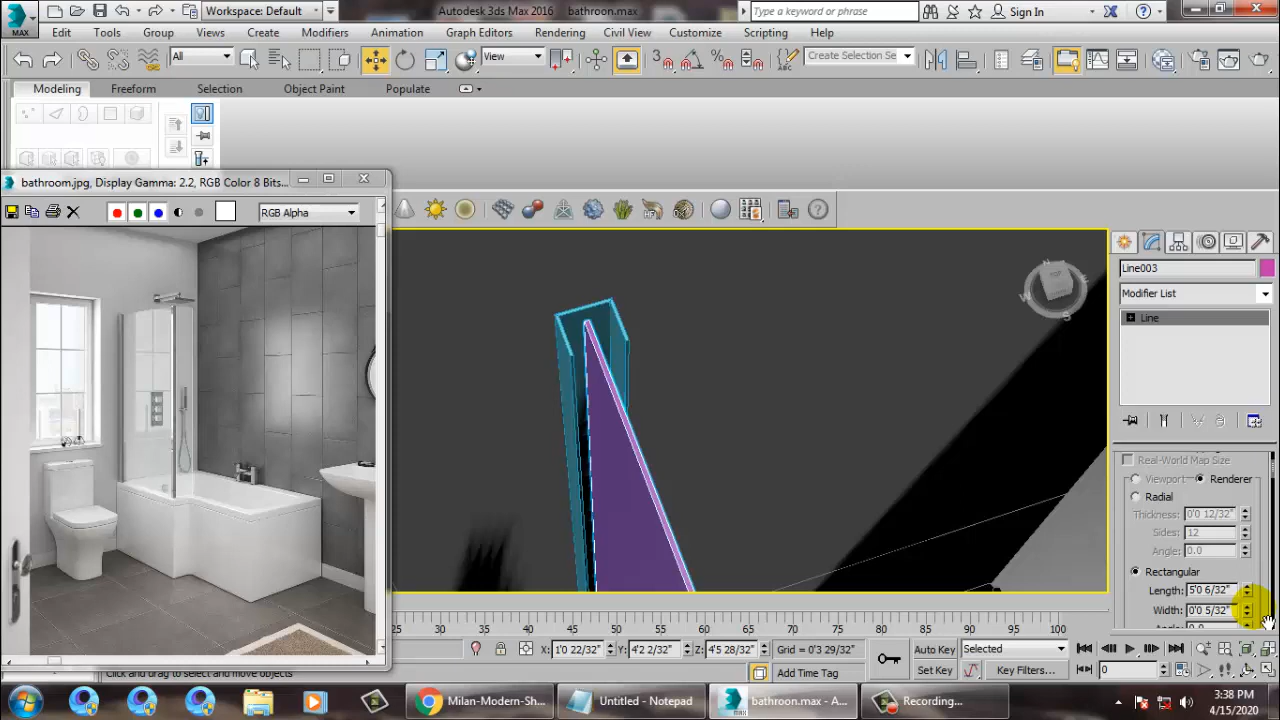 MAX
Workspace: Default
Autodesk 3ds Max 2016
bathroon.max
Type a keyword or phrase
Sign In
Edit
Tools
Group
Views
Create
Modifiers
Animation
Graph Editors
Rendering
Civil View
Customize
Scripting
Help
All
View
Create Selection Se
Modeling
Freeform
Selection
Object Paint
Populate
bathroom.jpg, Display Gamma: 2.2, RGB Color 8 Bits...
RGB Alpha
Line003
Modifier List
Line
Real-World Map Size
Viewport
Renderer
Radial
Thickness: 0'0 12/32"
Sides: 12
Angle: 0.0
Rectangular
Length: 5'0 6/32"
Width: 0'0 5/32"
25 30 35 40 45 50 55 60 65 70 75 80 85 90 95 100
X: 1'0 22/32" Y: 4'2 2/32" Z: 4'5 28/32" Grid = 0'3 29/32"
Auto Key
Selected
Click and drag to select and move objects
Add Time Tag
Set Key
Key Filters...
0
Milan-Modern-Sh...
Untitled - Notepad
bathroon.max - A...
Recording...
3:38 PM
4/15/2020